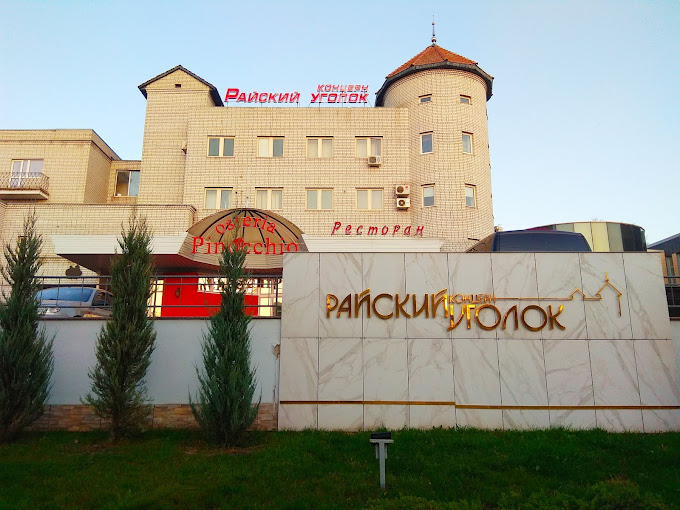 КОНЦЕРН
РАЙСКИЙ УГОЛОК
osteria
Pinocchio
Ресторан
КОНЦЕРН
РАЙСКИЙ УГОЛОК